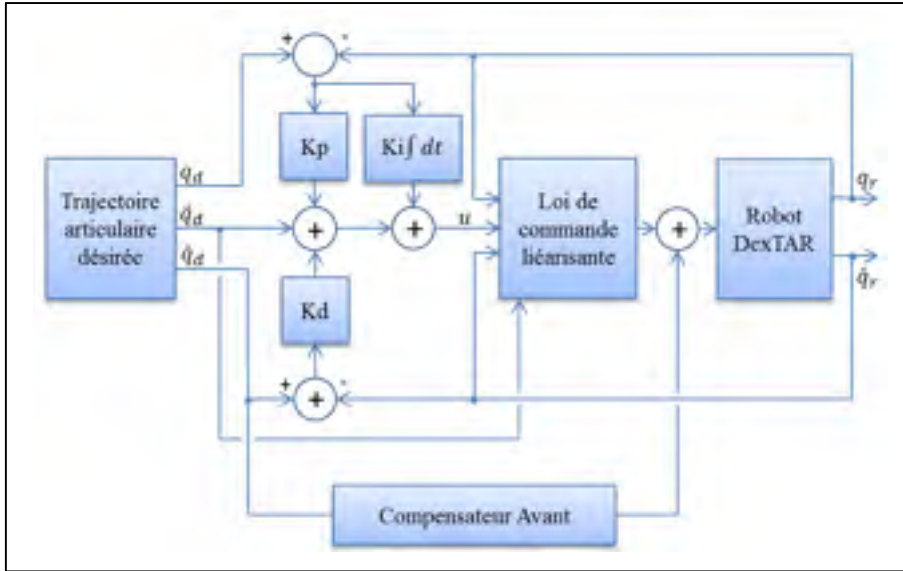 + -
Kp
Ki∫ dt
Trajectoire
articulaire
désirée
q_d
q̈_d
q̇_d
+
+
u
Loi de
commande
liéarisante
+
Robot
DexTAR
q_r
q̇_r
Kd
+ + -
Compensateur Avant